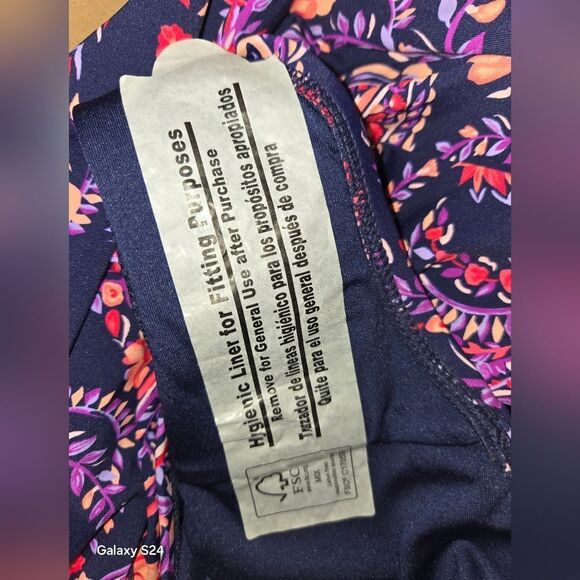 Hygienic Liner for Fitting Purposes
Remove for General Use after Purchase
Trazador de líneas higiénico para los propósitos apropiados
Quite para el uso general después de compra
FSC
MIX
Galaxy S24